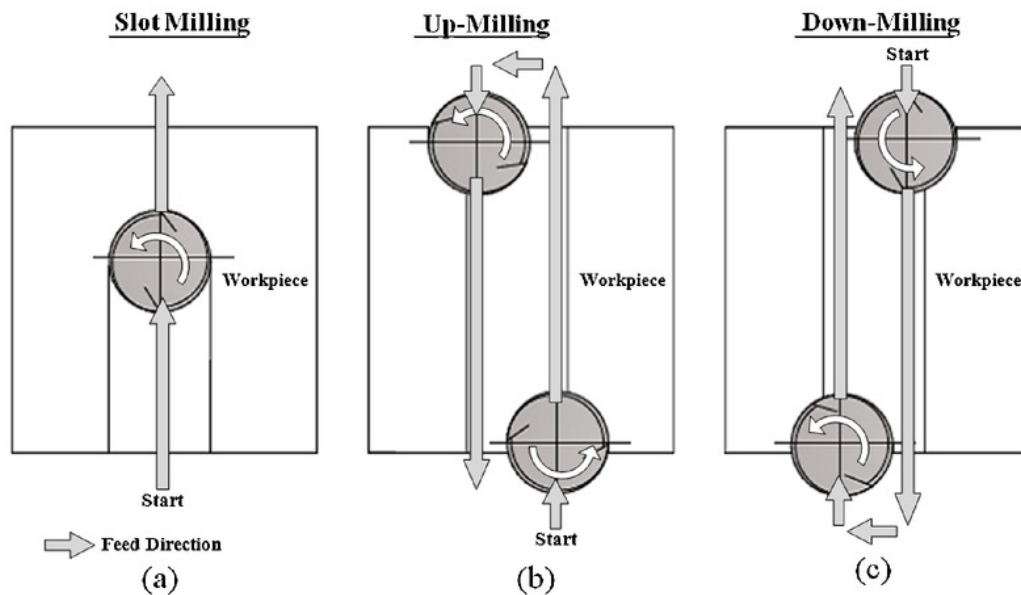 Slot Milling
Up-Milling
Down-Milling
Start
Workpiece
Workpiece
Workpiece
Start
Start
Feed Direction
(a)
(b)
(c)